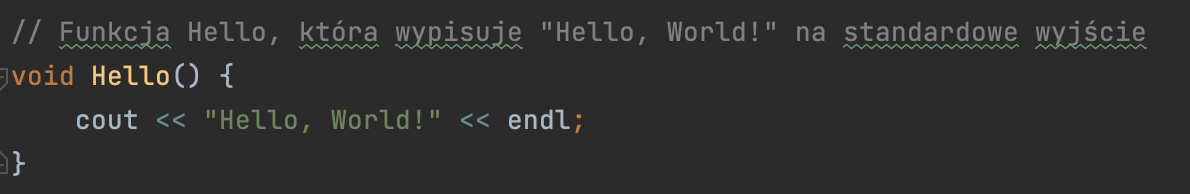 // Funkcja Hello, która wypisuje "Hello, World!" na standardowe wyjście
void Hello() {
    cout << "Hello, World!" << endl;
}